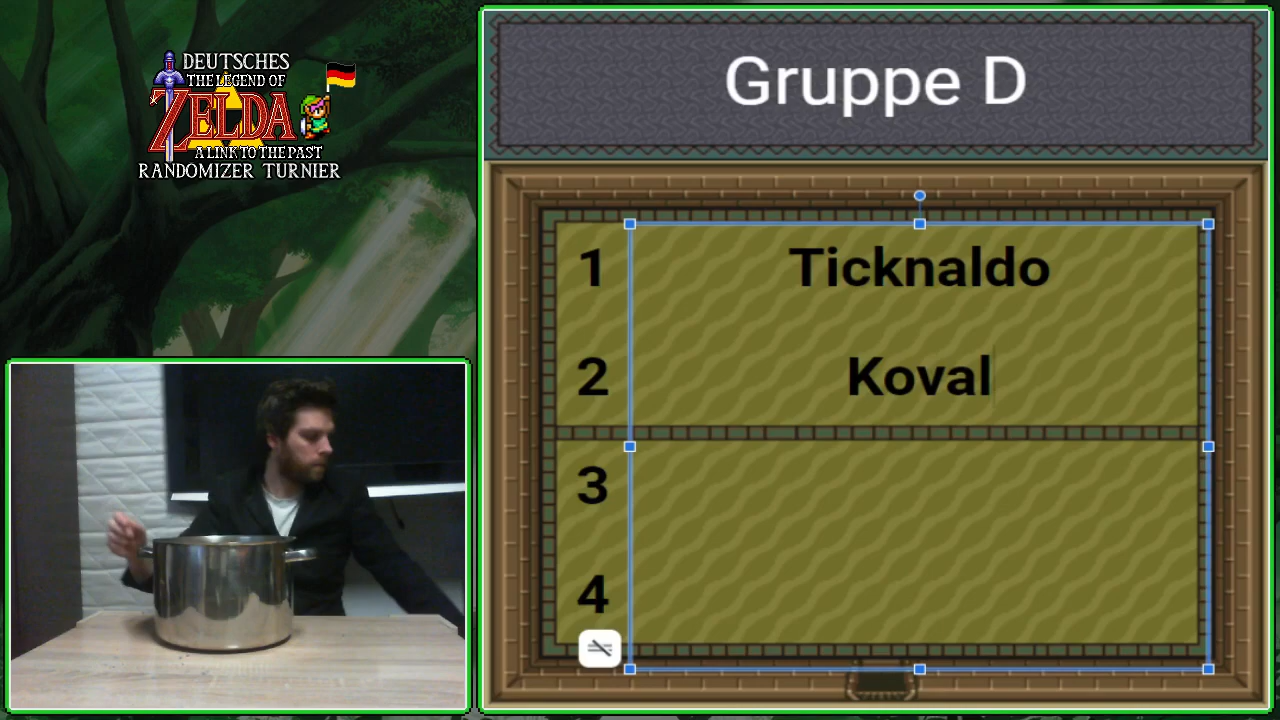 DEUTSCHES
THE LEGEND OF
ZELDA
A LINK TO THE PAST
RANDOMIZER TURNIER
Gruppe D
1 Ticknaldo
2 Koval
3
4